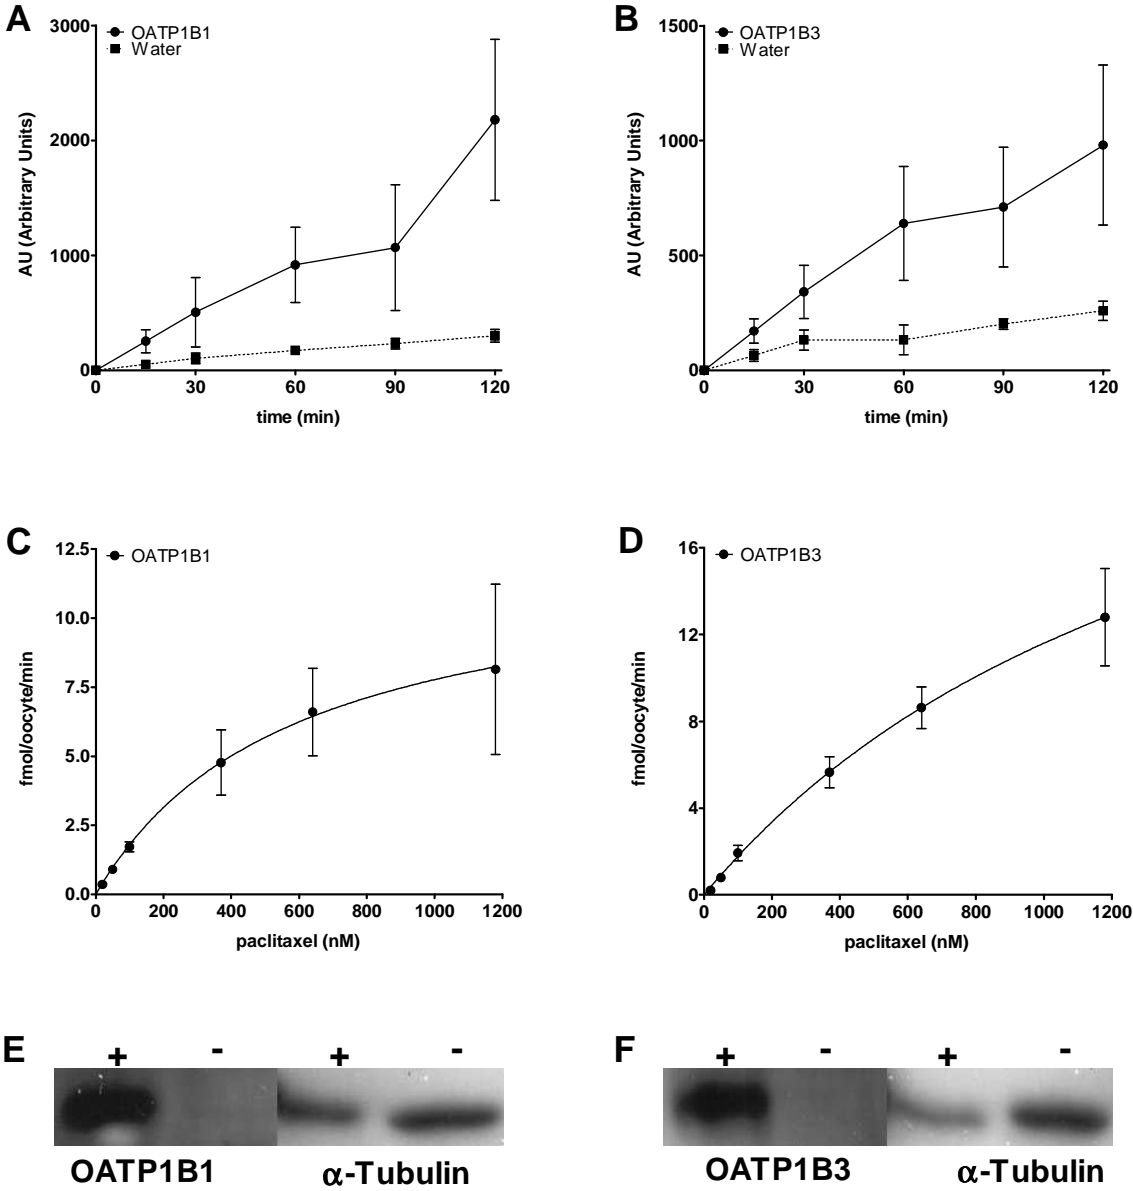 A
OATP1B1
Water
AU (Arbitrary Units)
3000
2000
1000
0
0 30 60 90 120
time (min)
B
OATP1B3
Water
AU (Arbitrary Units)
1500
1000
500
0
0 30 60 90 120
time (min)
C
OATP1B1
fmol/oocyte/min
12.5
10.0
7.5
5.0
2.5
0.0
0 200 400 600 800 1000 1200
paclitaxel (nM)
D
OATP1B3
fmol/oocyte/min
16
12
8
4
0
0 200 400 600 800 1000 1200
paclitaxel (nM)
E
+ - + -
OATP1B1 α-Tubulin
F
+ - + -
OATP1B3 α-Tubulin